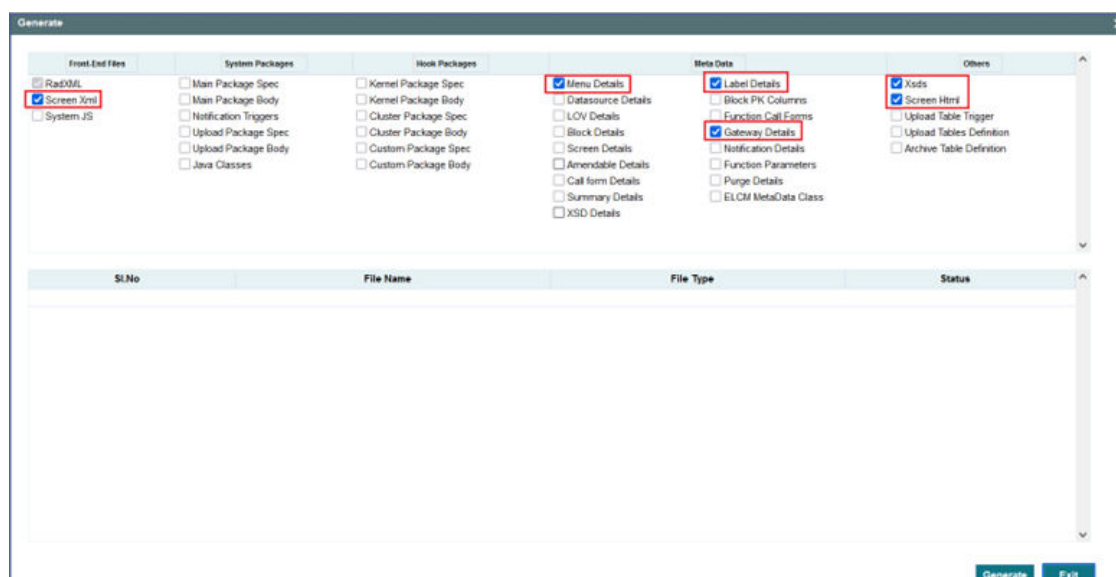 Generate
Front-End Files System Packages Hook Packages Meta Data Others
RadXML Main Package Spec Kernel Package Spec Menu Details Label Details Xsds
Screen Xml Main Package Body Kernel Package Body Datasource Details Block PK Columns Screen Html
System JS Notification Triggers Cluster Package Spec LOV Details Function Call Forms Upload Table Trigger
Upload Package Spec Cluster Package Body Block Details Gateway Details Upload Tables Definition
Upload Package Body Custom Package Spec Screen Details Notification Details Archive Table Definition
Java Classes Custom Package Body Amendable Details Function Parameters
Call form Details Purge Details
Summary Details ELCM MetaData Class
XSD Details
Sl.No File Name File Type Status
Generate Exit